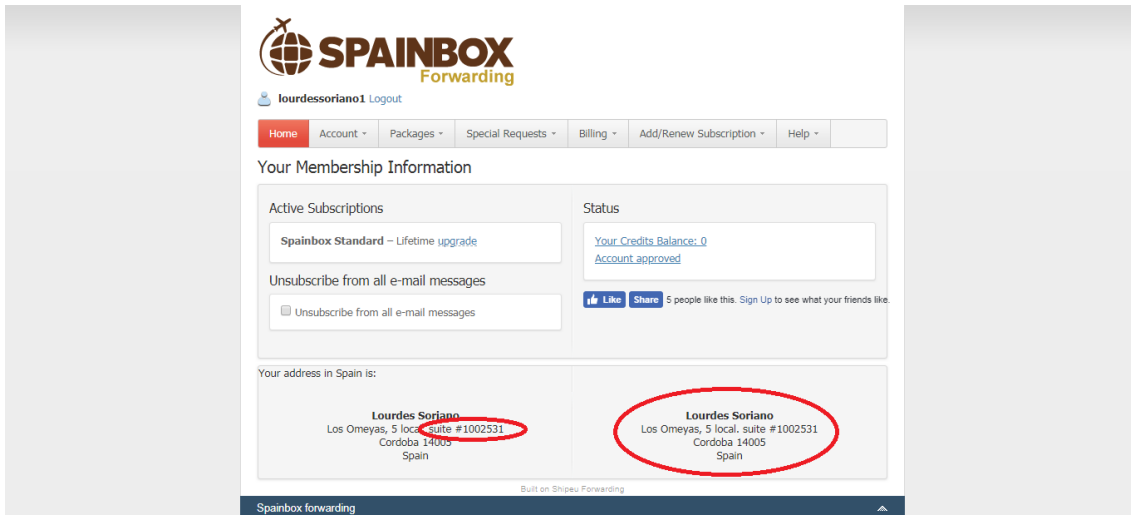 SPAINBOX
Forwarding
lourdessoriano1 Logout
Home Account Packages Special Requests Billing Add/Renew Subscription Help
Your Membership Information
Active Subscriptions
Spainbox Standard – Lifetime upgrade
Unsubscribe from all e-mail messages
Unsubscribe from all e-mail messages
Status
Your Credits Balance: 0
Account approved
Like Share 5 people like this. Sign Up to see what your friends like.
Your address in Spain is:
Lourdes Soriano
Los Omeyas, 5 local. suite #1002531
Cordoba 14005
Spain
Lourdes Soriano
Los Omeyas, 5 local. suite #1002531
Cordoba 14005
Spain
Built on Shipeu Forwarding
Spainbox forwarding